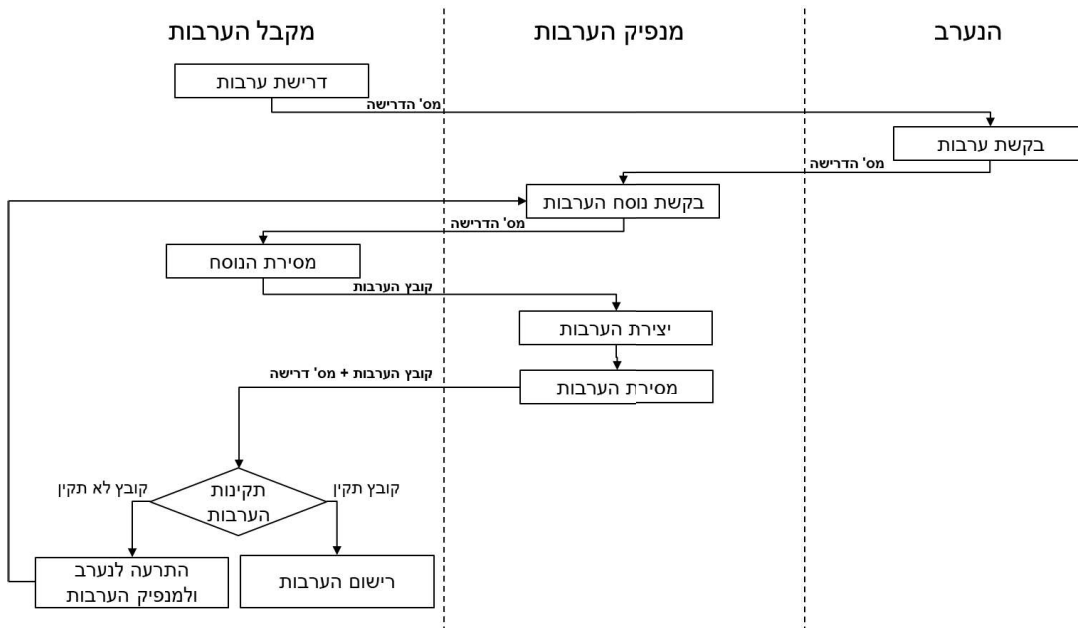 הנערב
מנפיק הערבות
מקבל הערבות
דרישת ערבות
מס' הדרישה
בקשת ערבות
מס' הדרישה
בקשת נוסח הערבות
מס' הדרישה
מסירת הנוסח
קובץ הערבות
יצירת הערבות
מסירת הערבות
קובץ הערבות + מס' דרישה
קובץ תקין
תקינות
הערבות
קובץ לא תקין
רישום הערבות
התרעה לנערב
ולמנפיק הערבות